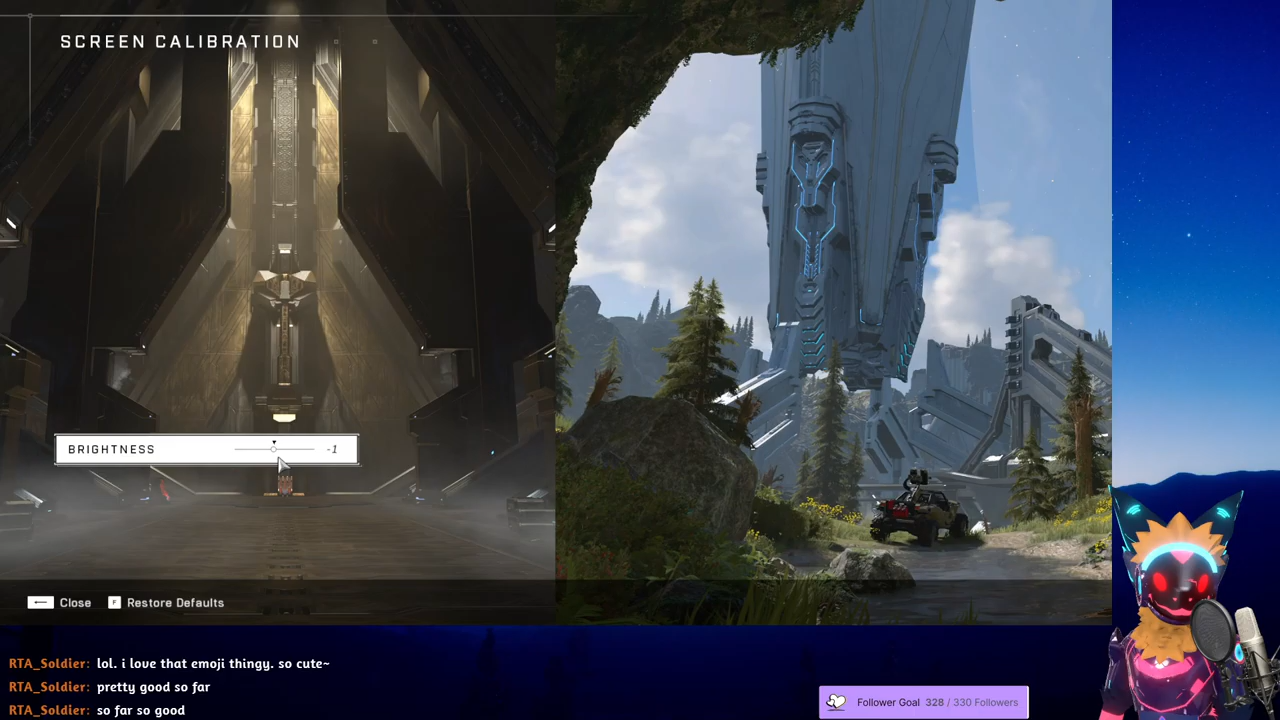 SCREEN CALIBRATION
BRIGHTNESS -1
Close F Restore Defaults
RTA_Soldier: lol. i love that emoji thingy. so cute~
RTA_Soldier: pretty good so far
RTA_Soldier: so far so good
Follower Goal 328 / 330 Followers